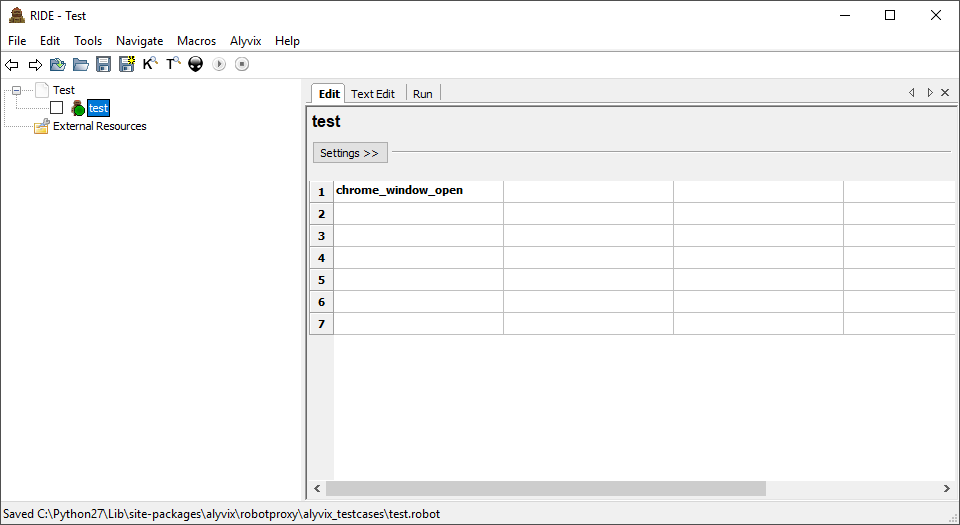 RIDE - Test
File Edit Tools Navigate Macros Alyvix Help
K T
Test
test
External Resources
Edit Text Edit Run
test
Settings >>
1 chrome_window_open
2
3
4
5
6
7
Saved C:\Python27\Lib\site-packages\alyvix\robotproxy\alyvix_testcases\test.robot